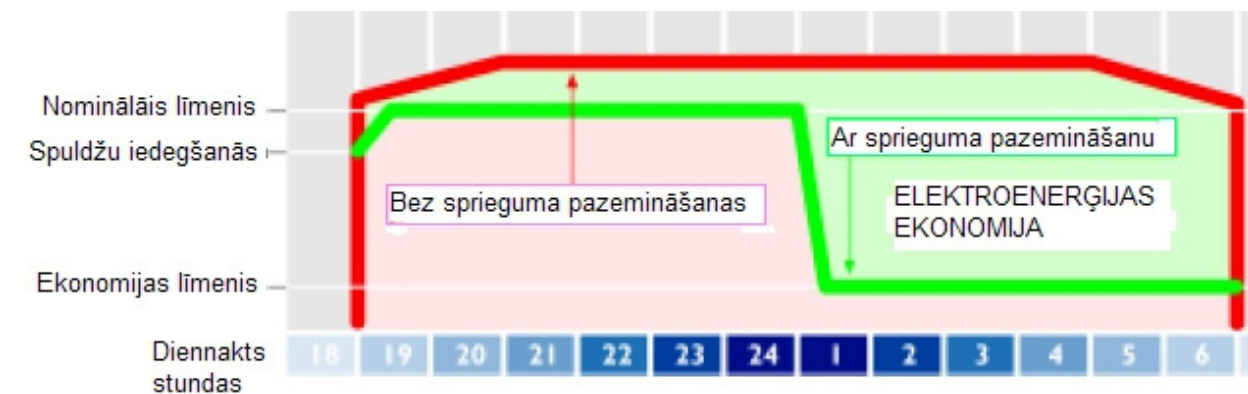 Nominālāis līmenis
Spuldžu iedegšanās
Ar sprieguma pazemināšanu
Bez sprieguma pazemināšanas
ELEKTROENERĢIJAS
EKONOMIJA
Ekonomijas līmenis
Diennakts
stundas
18 19 20 21 22 23 24 1 2 3 4 5 6